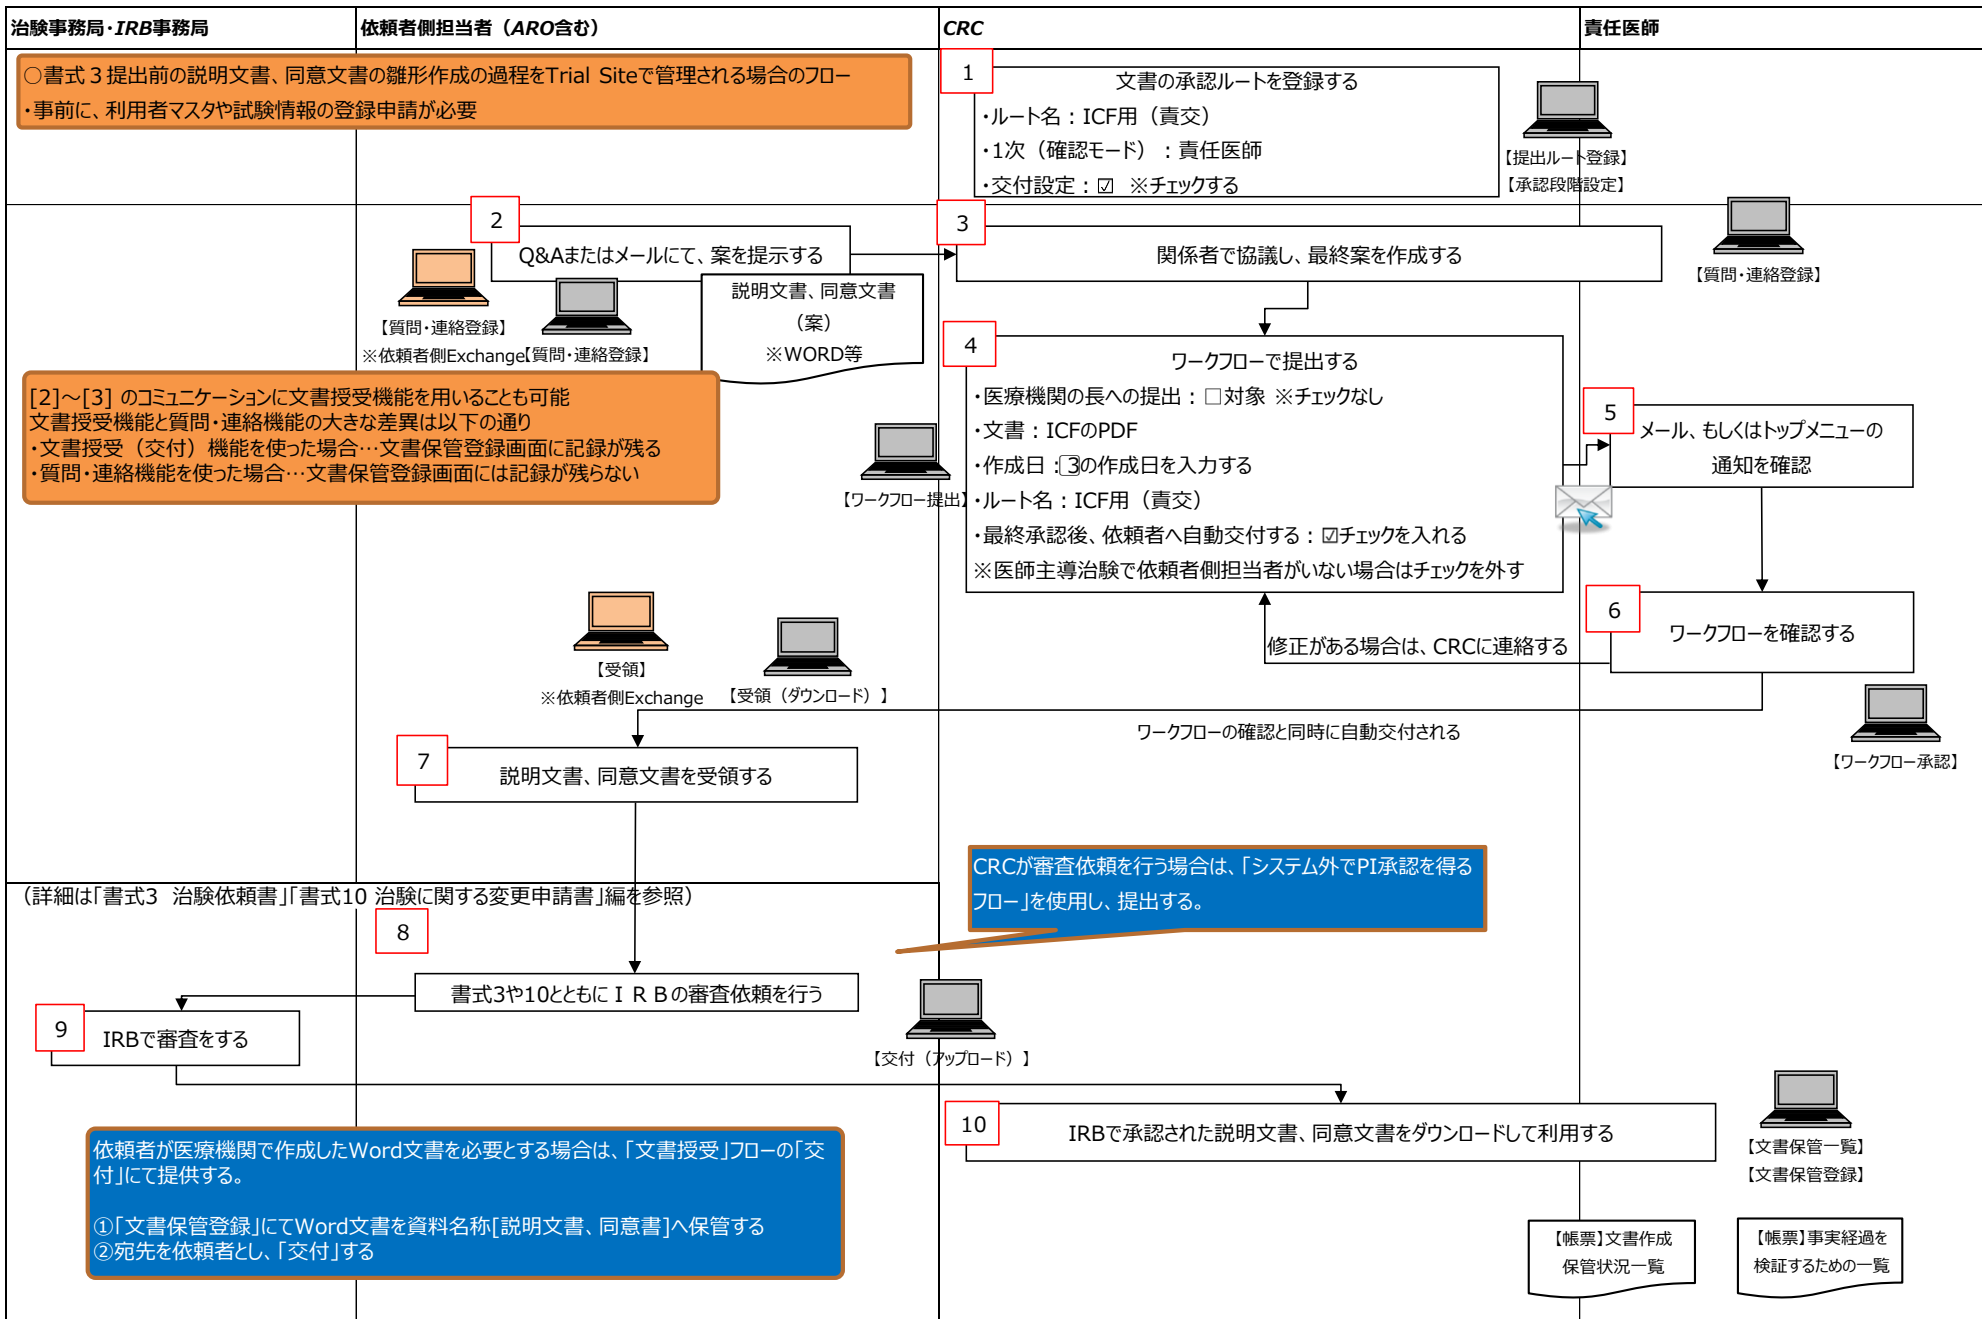 治験事務局・IRB事務局
依頼者側担当者（ARO含む）
CRC
責任医師
○書式３提出前の説明文書、同意文書の雛形作成の過程をTrial Siteで管理される場合のフロー
・事前に、利用者マスタや試験情報の登録申請が必要
1
文書の承認ルートを登録する
・ルート名：ICF用（責交）
・1次（確認モード）：責任医師
・交付設定：☑ ※チェックする
【提出ルート登録】
【承認段階設定】
2
Q&Aまたはメールにて、案を提示する
【質問・連絡登録】
※依頼者側Exchange
【質問・連絡登録】
説明文書、同意文書
（案）
※WORD等
3
関係者で協議し、最終案を作成する
【質問・連絡登録】
[2]～[3] のコミュニケーションに文書授受機能を用いることも可能
文書授受機能と質問・連絡機能の大きな差異は以下の通り
・文書授受（交付）機能を使った場合…文書保管登録画面に記録が残る
・質問・連絡機能を使った場合…文書保管登録画面には記録が残らない
4
ワークフローで提出する
・医療機関の長への提出：□対象 ※チェックなし
・文書：ICFのPDF
・作成日：3の作成日を入力する
・ルート名：ICF用（責交）
・最終承認後、依頼者へ自動交付する：☑チェックを入れる
※医師主導治験で依頼者側担当者がいない場合はチェックを外す
【ワークフロー提出】
5
メール、もしくはトップメニューの
通知を確認
6
ワークフローを確認する
修正がある場合は、CRCに連絡する
【ワークフロー承認】
【受領】
※依頼者側Exchange
【受領（ダウンロード）】
ワークフローの確認と同時に自動交付される
7
説明文書、同意文書を受領する
（詳細は「書式3　治験依頼書」「書式10 治験に関する変更申請書」編を参照）
CRCが審査依頼を行う場合は、「システム外でPI承認を得る
フロー」を使用し、提出する。
8
書式3や10とともにＩＲＢの審査依頼を行う
【交付（アップロード）】
9
IRBで審査をする
10
IRBで承認された説明文書、同意文書をダウンロードして利用する
【文書保管一覧】
【文書保管登録】
依頼者が医療機関で作成したWord文書を必要とする場合は、「文書授受」フローの「交
付」にて提供する。
①「文書保管登録」にてWord文書を資料名称[説明文書、同意書]へ保管する
②宛先を依頼者とし、「交付」する
【帳票】文書作成
保管状況一覧
【帳票】事実経過を
検証するための一覧